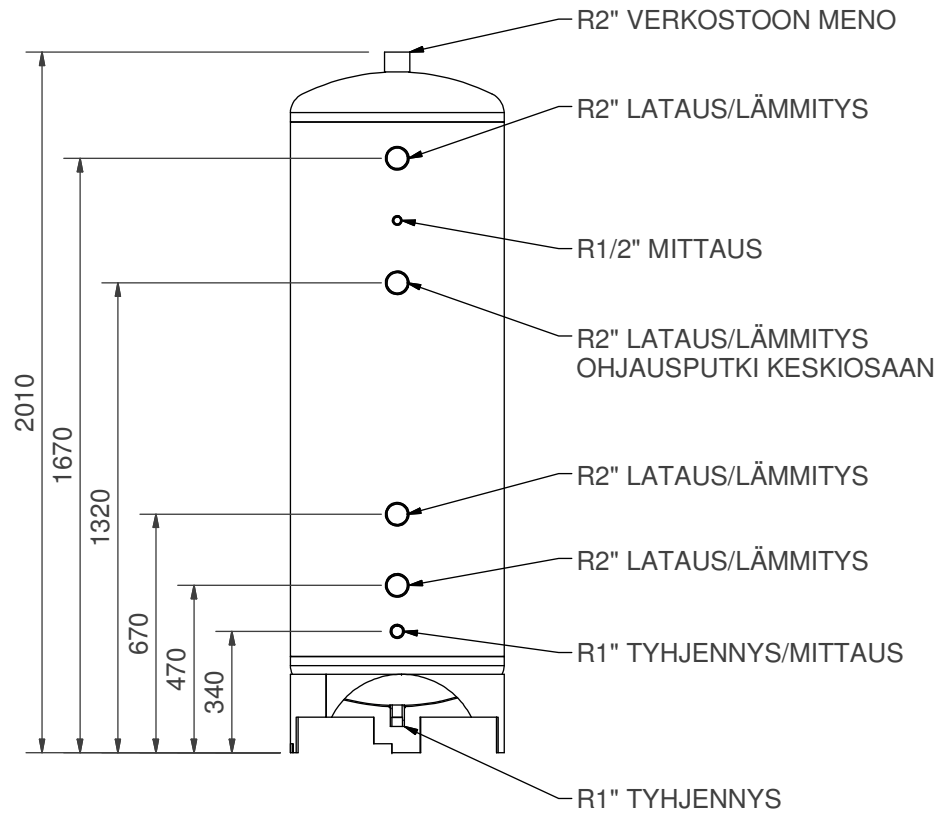 R2" VERKOSTOON MENO
R2" LATAUS/LÄMMITYS
R1/2" MITTAUS
R2" LATAUS/LÄMMITYS
OHJAUSPUTKI KESKIOSAAN
R2" LATAUS/LÄMMITYS
R2" LATAUS/LÄMMITYS
R1" TYHJENNYS/MITTAUS
R1" TYHJENNYS
2010
1670
1320
670
470
340